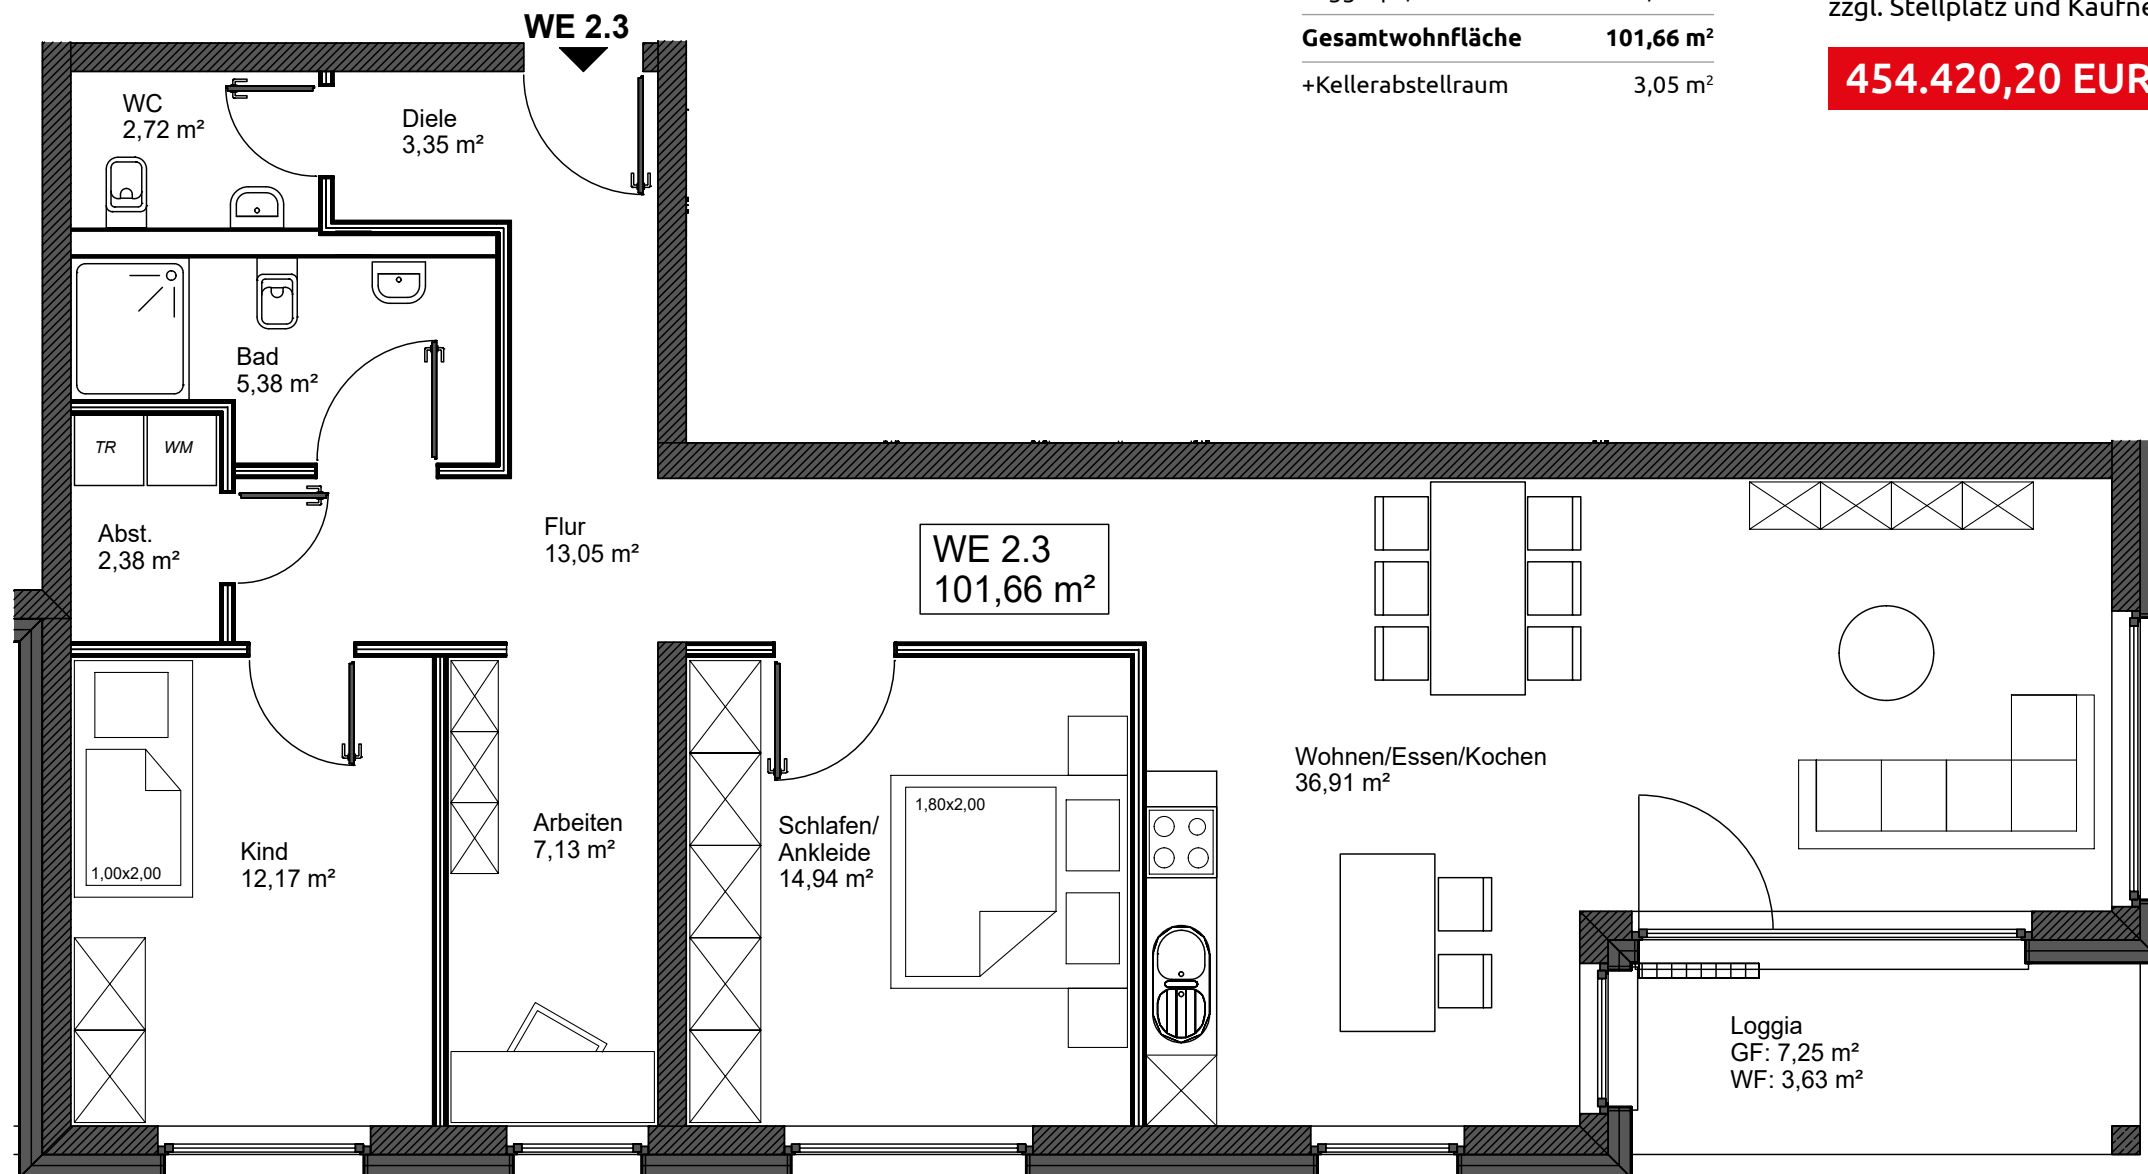 zzgl. Stellplatz und
Gesamtwohnfläche 101,66 m²
+Kellerabstellraum 3,05 m²
454.420,20 EUR
WE 2.3
WC
2,72 m²
Diele
3,35 m²
Bad
5,38 m²
TR
WM
Abst.
2,38 m²
Flur
13,05 m²
WE 2.3
101,66 m²
Wohnen/Essen/Kochen
36,91 m²
Kind
12,17 m²
1,00x2,00
Arbeiten
7,13 m²
Schlafen/
Ankleide
14,94 m²
1,80x2,00
Loggia
GF: 7,25 m²
WF: 3,63 m²